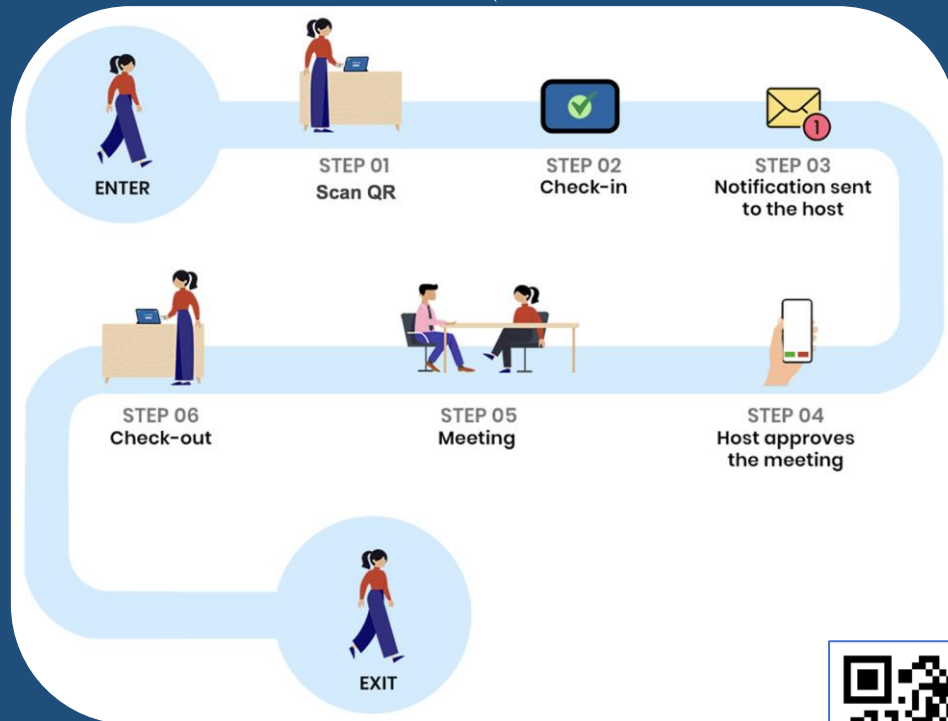 ENTER
STEP 01
Scan QR
STEP 02
Check-in
STEP 03
Notification sent
to the host
STEP 04
Host approves
the meeting
STEP 05
Meeting
STEP 06
Check-out
EXIT
1